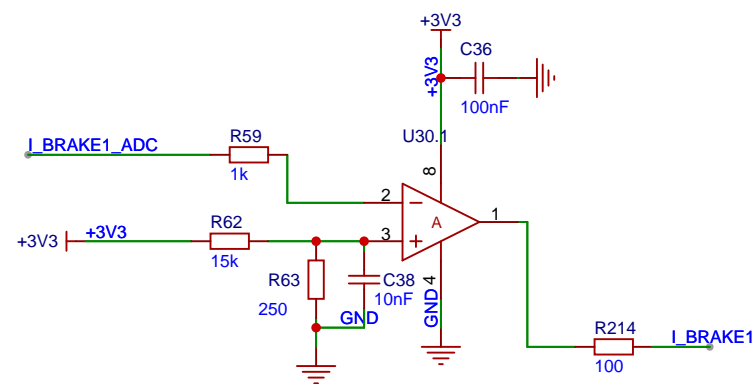 +3V3
C36
+3V3
100nF
U30.1
I_BRAKE1_ADC
R59
1k
8
2
A
1
+3V3
+3V3
R62
15k
3
R63
250
C38
10nF
GND
4
GND
R214
100
I_BRAKE1